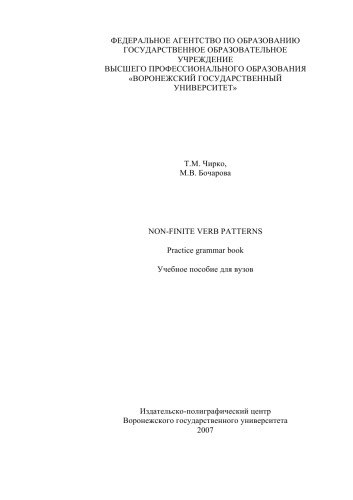 ФЕДЕРАЛЬНОЕ АГЕНТСТВО ПО ОБРАЗОВАНИЮ
ГОСУДАРСТВЕННОЕ ОБРАЗОВАТЕЛЬНОЕ
УЧРЕЖДЕНИЕ
ВЫСШЕГО ПРОФЕССИОНАЛЬНОГО ОБРАЗОВАНИЯ
«ВОРОНЕЖСКИЙ ГОСУДАРСТВЕННЫЙ
УНИВЕРСИТЕТ»
Т.М. Чирко,
М.В. Бочарова
NON-FINITE VERB PATTERNS
Practice grammar book
Учебное пособие для вузов
Издательско-полиграфический центр
Воронежского государственного университета
2007